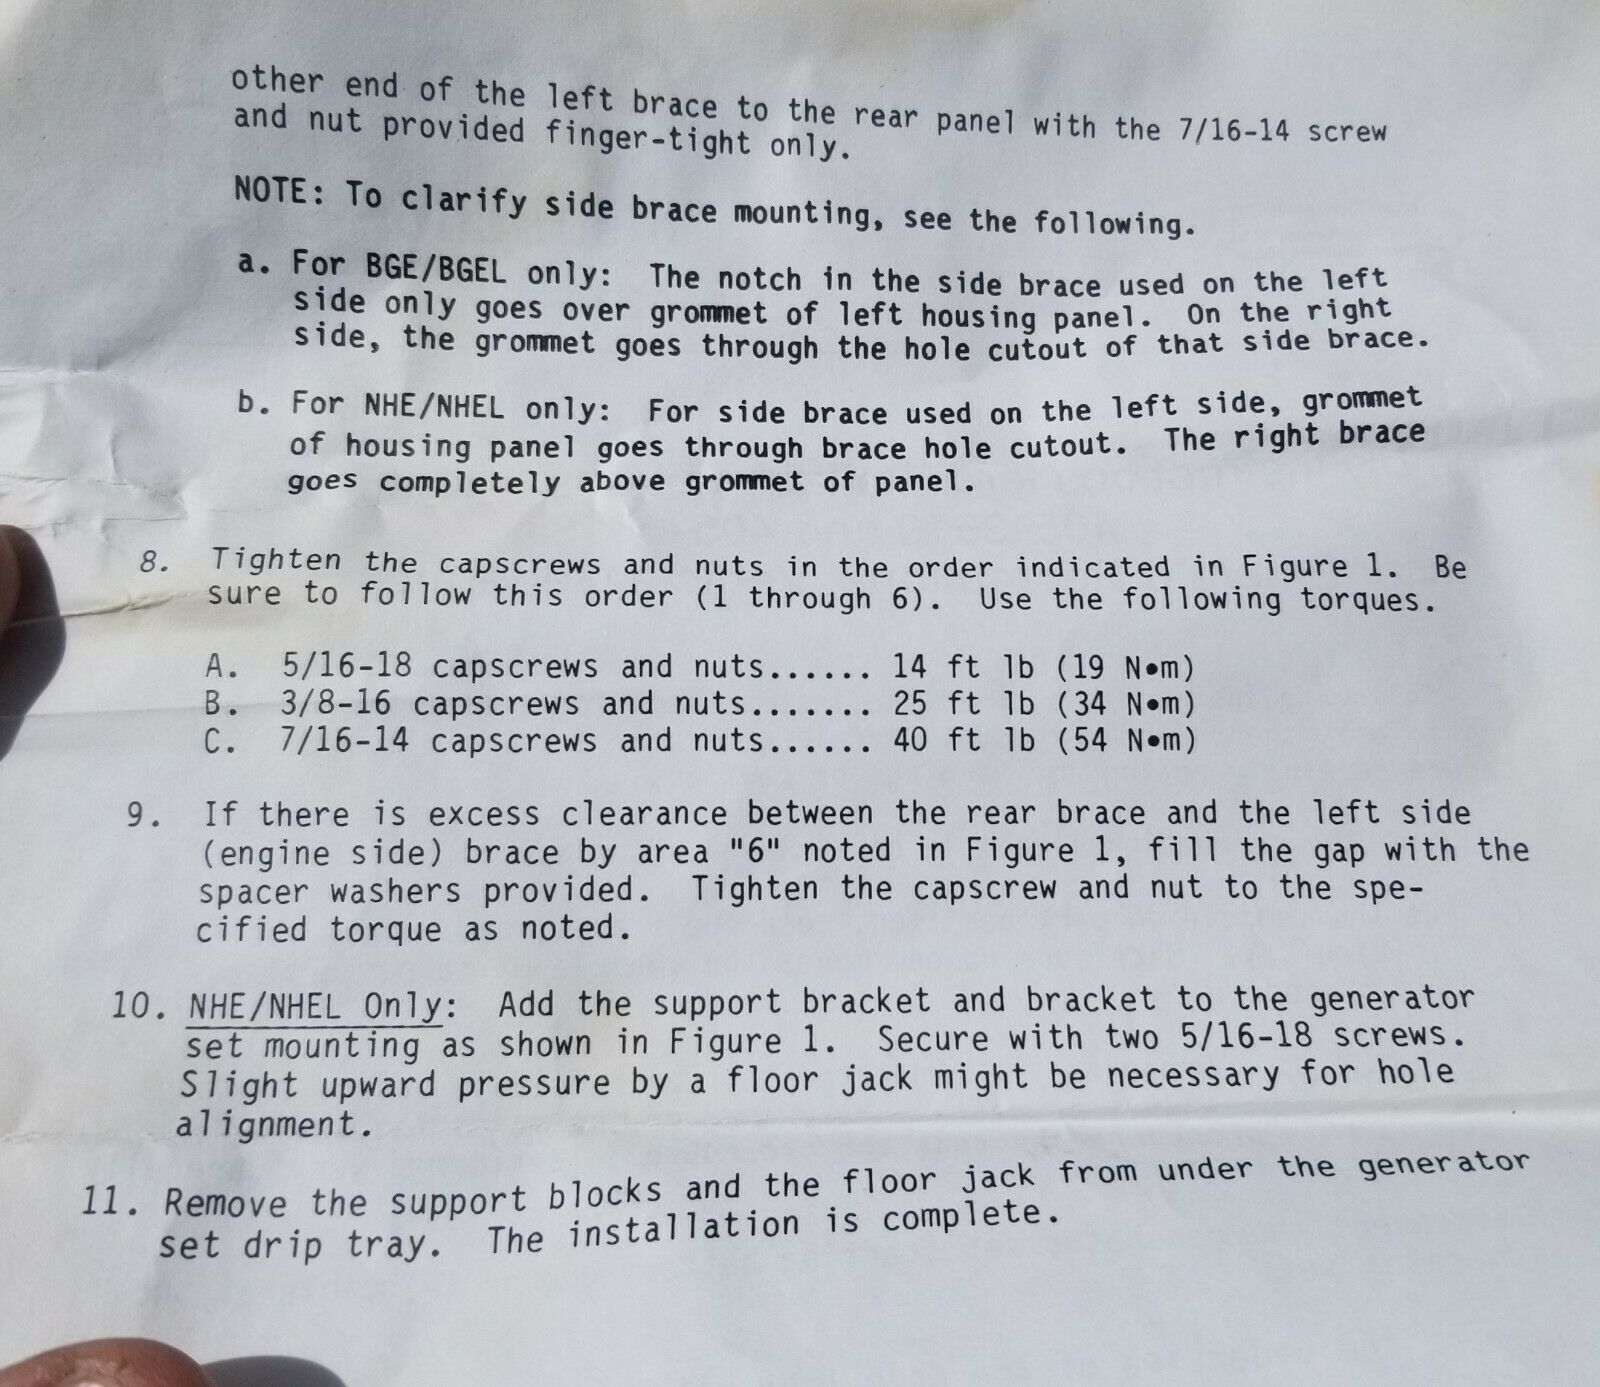 other end of the left brace to the rear panel with the 7/16-14 screw
and nut provided finger-tight only.
NOTE: To clarify side brace mounting, see the following.
a. For BGE/BGEL only: The notch in the side brace used on the left
side only goes over grommet of left housing panel. On the right
side, the grommet goes through the hole cutout of that side brace.
b. For NHE/NHEL only: For side brace used on the left side, grommet
of housing panel goes through brace hole cutout. The right brace
goes completely above grommet of panel.
8. Tighten the capscrews and nuts in the order indicated in Figure 1. Be
sure to follow this order (1 through 6). Use the following torques.
A. 5/16-18 capscrews and nuts...... 14 ft lb (19 N•m)
B. 3/8-16 capscrews and nuts....... 25 ft lb (34 N•m)
C. 7/16-14 capscrews and nuts...... 40 ft lb (54 N•m)
9. If there is excess clearance between the rear brace and the left side
(engine side) brace by area "6" noted in Figure 1, fill the gap with the
spacer washers provided. Tighten the capscrew and nut to the spe-
cified torque as noted.
10. NHE/NHEL Only: Add the support bracket and bracket to the generator
set mounting as shown in Figure 1. Secure with two 5/16-18 screws.
Slight upward pressure by a floor jack might be necessary for hole
alignment.
11. Remove the support blocks and the floor jack from under the generator
set drip tray. The installation is complete.